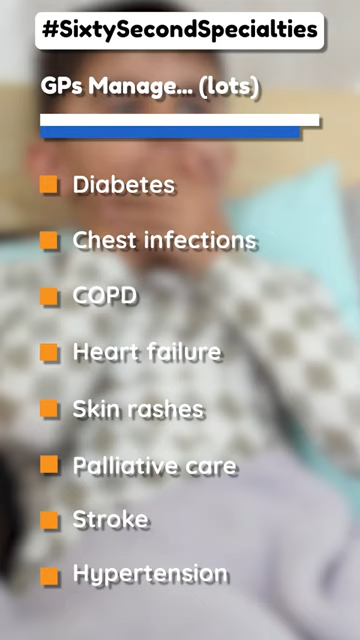 #SixtySecondSpecialties
GPs Manage... (lots)
Diabetes
Chest infections
COPD
Heart failure
Skin rashes
Palliative care
Stroke
Hypertension